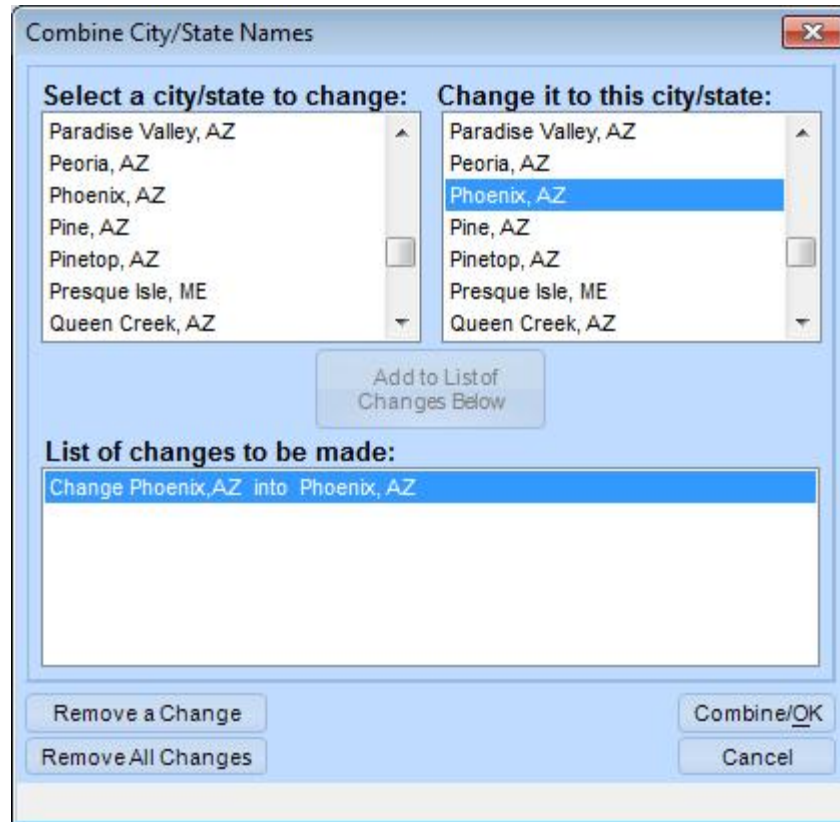 Combine City/State Names
Select a city/state to change:
Paradise Valley, AZ
Peoria, AZ
Phoenix, AZ
Pine, AZ
Pinetop, AZ
Presque Isle, ME
Queen Creek, AZ
Change it to this city/state:
Paradise Valley, AZ
Peoria, AZ
Phoenix, AZ
Pine, AZ
Pinetop, AZ
Presque Isle, ME
Queen Creek, AZ
Add to List of
Changes Below
List of changes to be made:
Change Phoenix,AZ into Phoenix, AZ
Remove a Change
Combine/OK
Remove All Changes
Cancel